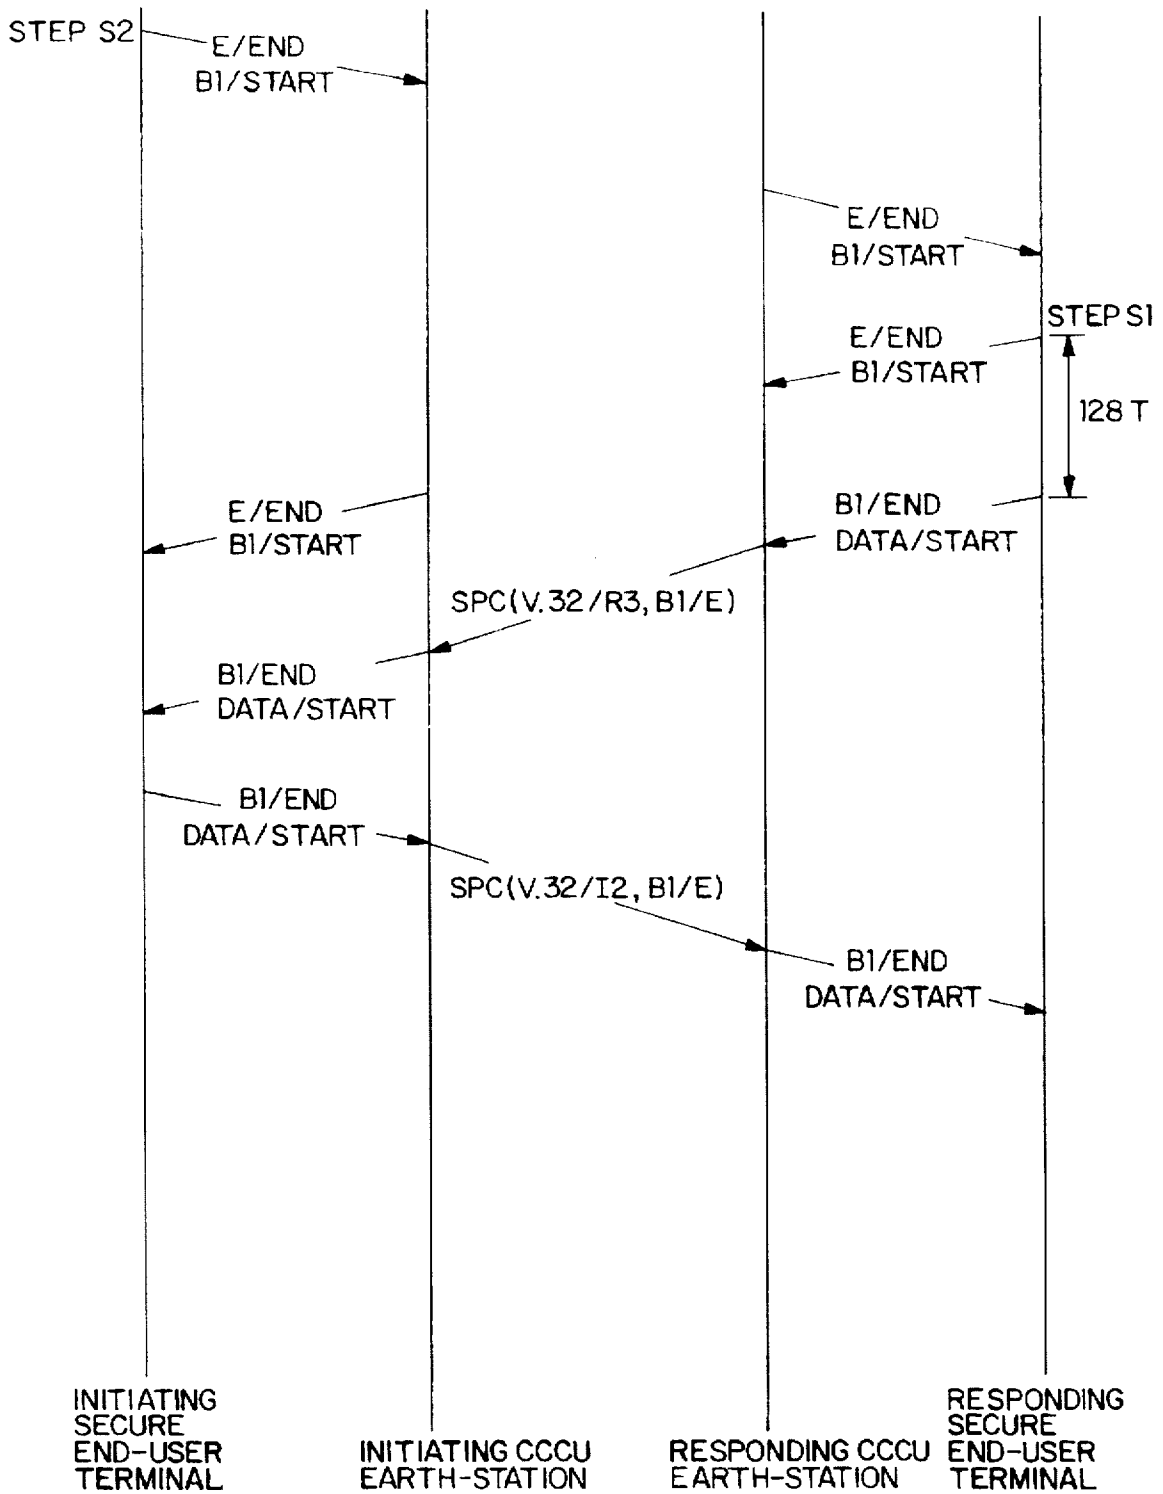 STEP S2
E/END
B1/START
E/END
B1/START
STEP S1
E/END
B1/START
128 T
E/END
B1/START
B1/END
DATA/START
SPC(V.32/R3, B1/E)
B1/END
DATA/START
B1/END
DATA/START
SPC(V.32/I2, B1/E)
B1/END
DATA/START
INITIATING
SECURE
END-USER
TERMINAL
INITIATING CCCU
EARTH-STATION
RESPONDING CCCU
EARTH-STATION
RESPONDING
SECURE
END-USER
TERMINAL